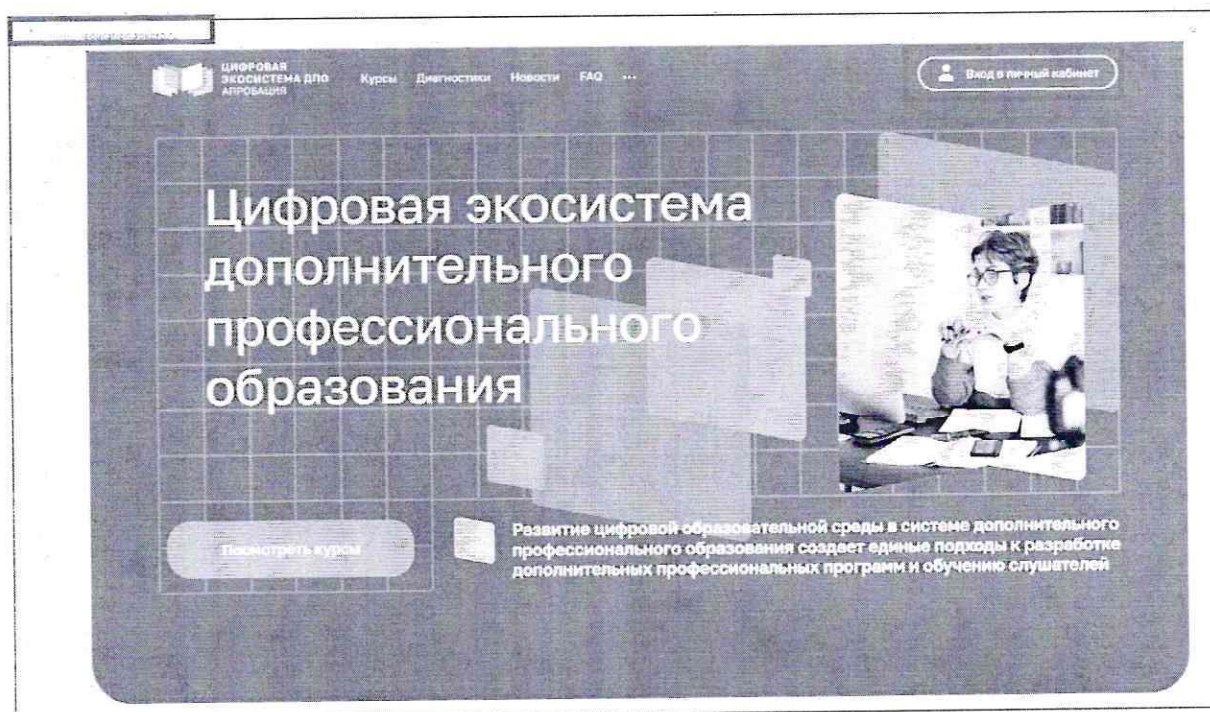 ЦИФРОВАЯ
ЭКОСИСТЕМА ДПО
АПРОБАЦИЯ
Курсы Диагностики Новости FAQ ...
Вход в личный кабинет
Цифровая экосистема
дополнительного
профессионального
образования
Посмотреть курсы
Развитие цифровой образовательной среды в системе дополнительного
профессионального образования создает единые подходы к разработке
дополнительных профессиональных программ и обучению слушателей